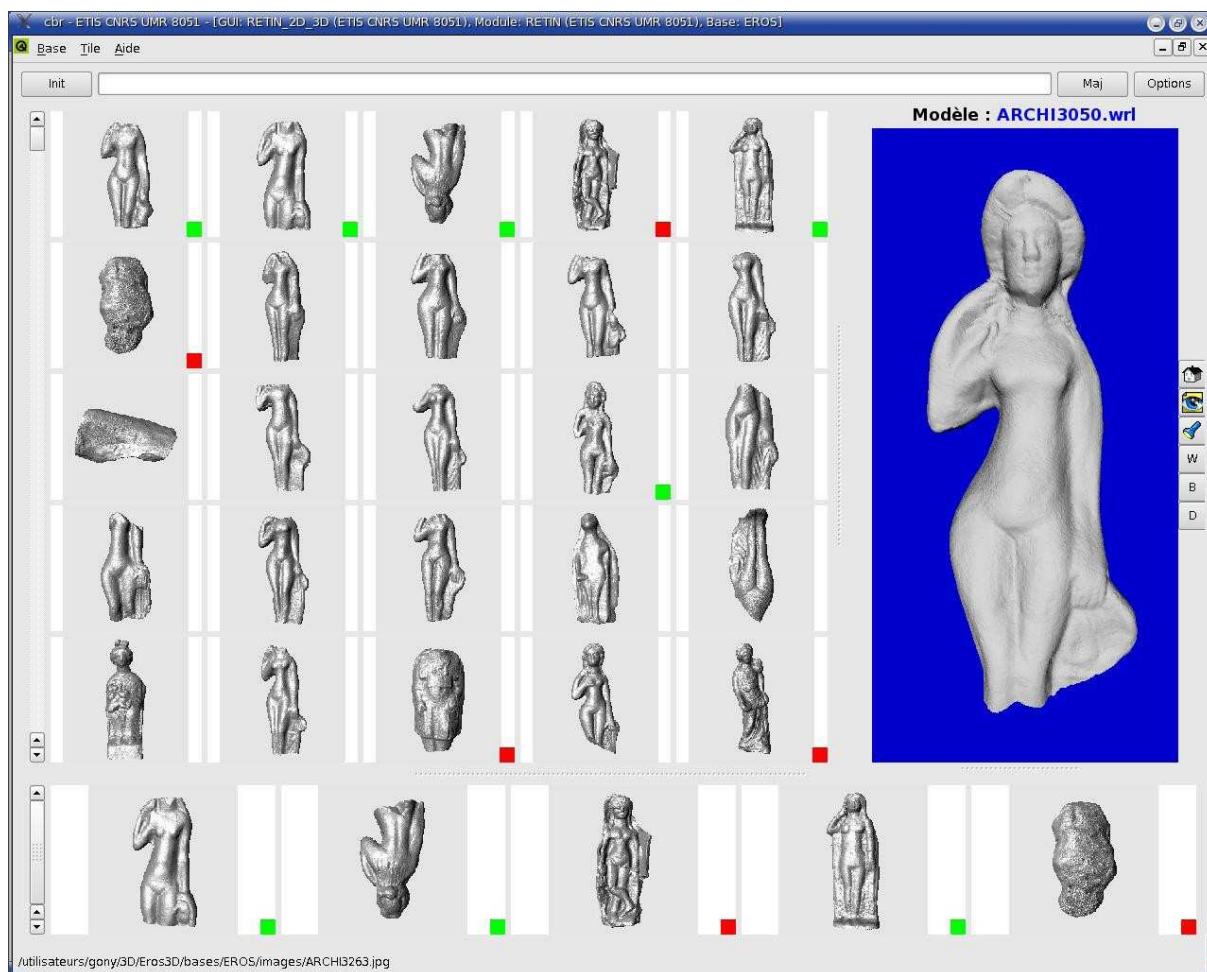 cbr - ETIS CNRS UMR 8051 - [GUI: RETIN_2D_3D (ETIS CNRS UMR 8051), Module: RETIN (ETIS CNRS UMR 8051), Base: EROS]
Base Tile Aide
Init Maj Options
Modèle : ARCHI3050.wrl
W
B
D
/utilisateurs/gony/3D/Eros3D/bases/EROS/images/ARCHI3263.jpg